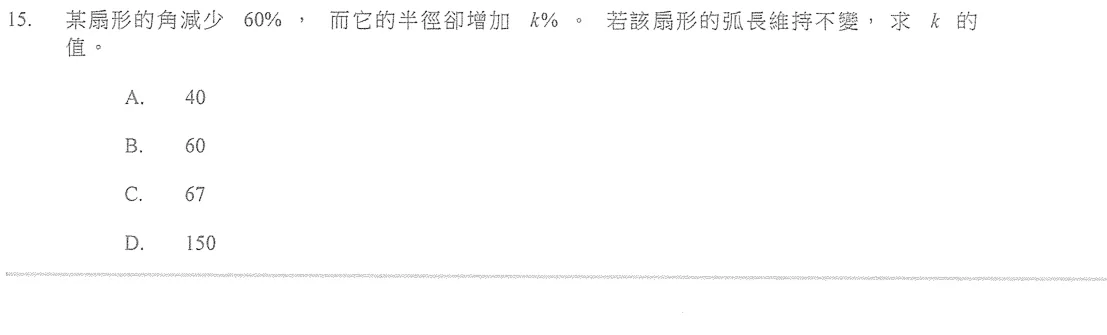 15. 某扇形的角減少 60% ， 而它的半徑卻增加 k% 。 若該扇形的弧長維持不變， 求 k 的
值。
A. 40
B. 60
C. 67
D. 150